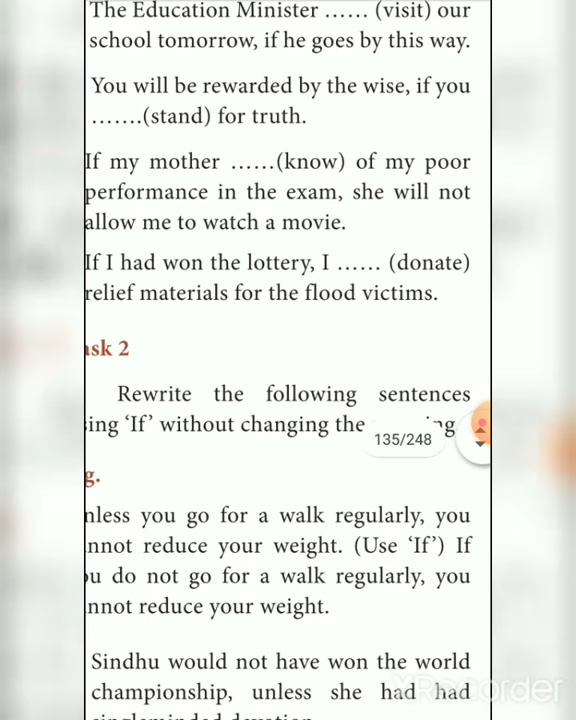 The Education Minister ...... (visit) our
school tomorrow, if he goes by this way.
You will be rewarded by the wise, if you
.......(stand) for truth.
If my mother ......(know) of my poor
performance in the exam, she will not
allow me to watch a movie.
If I had won the lottery, I ...... (donate)
relief materials for the flood victims.
ask 2
Rewrite the following sentences
ing ‘If’ without changing the
135/248
g.
nless you go for a walk regularly, you
nnot reduce your weight. (Use ‘If’) If
u do not go for a walk regularly, you
nnot reduce your weight.
Sindhu would not have won the world
championship, unless she had had
XRecorder